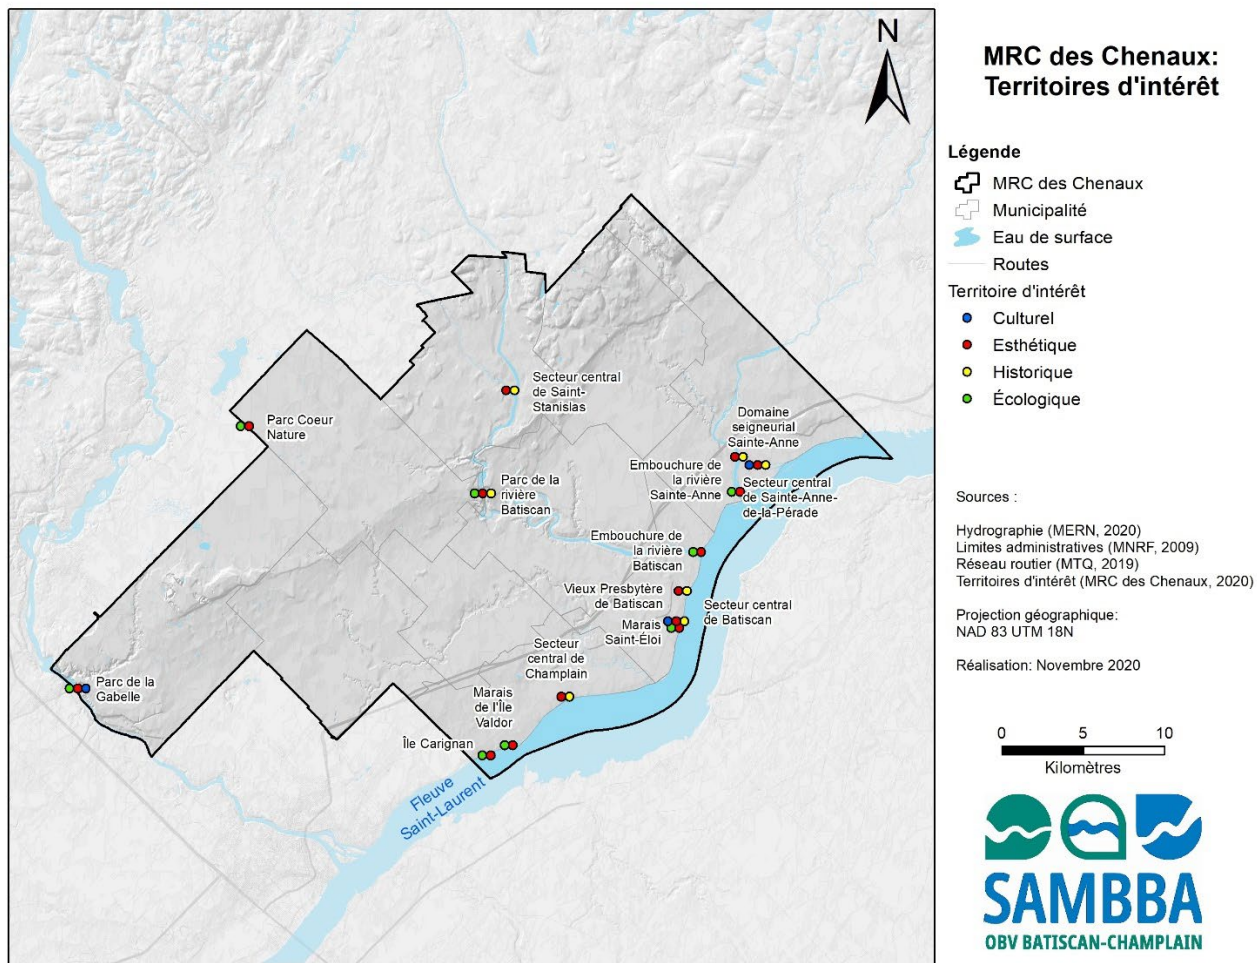 N
Secteur central
de Saint-
Stanislas
Parc Coeur
Nature
Domaine
seigneurial
Sainte-Anne
Embouchure de
la rivière
Sainte-Anne
Secteur central
de Sainte-Anne-
de-la-Pérade
Parc de la
rivière
Batiscan
Embouchure de
la rivière
Batiscan
Vieux Presbytère
de Batiscan
Secteur central
de Batiscan
Marais
Saint-Éloi
Secteur
central de
Champlain
Parc de la
Gabelle
Marais
de l'Île
Valdor
Île Carignan
Fleuve
Saint-Laurent
MRC des Chenaux:
Territoires d'intérêt
Légende
MRC des Chenaux
Municipalité
Eau de surface
Routes
Territoire d'intérêt
Culturel
Esthétique
Historique
Écologique
Sources :
Hydrographie (MERN, 2020)
Limites administratives (MNRF, 2009)
Réseau routier (MTQ, 2019)
Territoires d'intérêt (MRC des Chenaux, 2020)
Projection géographique:
NAD 83 UTM 18N
Réalisation: Novembre 2020
0 5 10
Kilomètres
SAMBBA
OBV BATISCAN-CHAMPLAIN